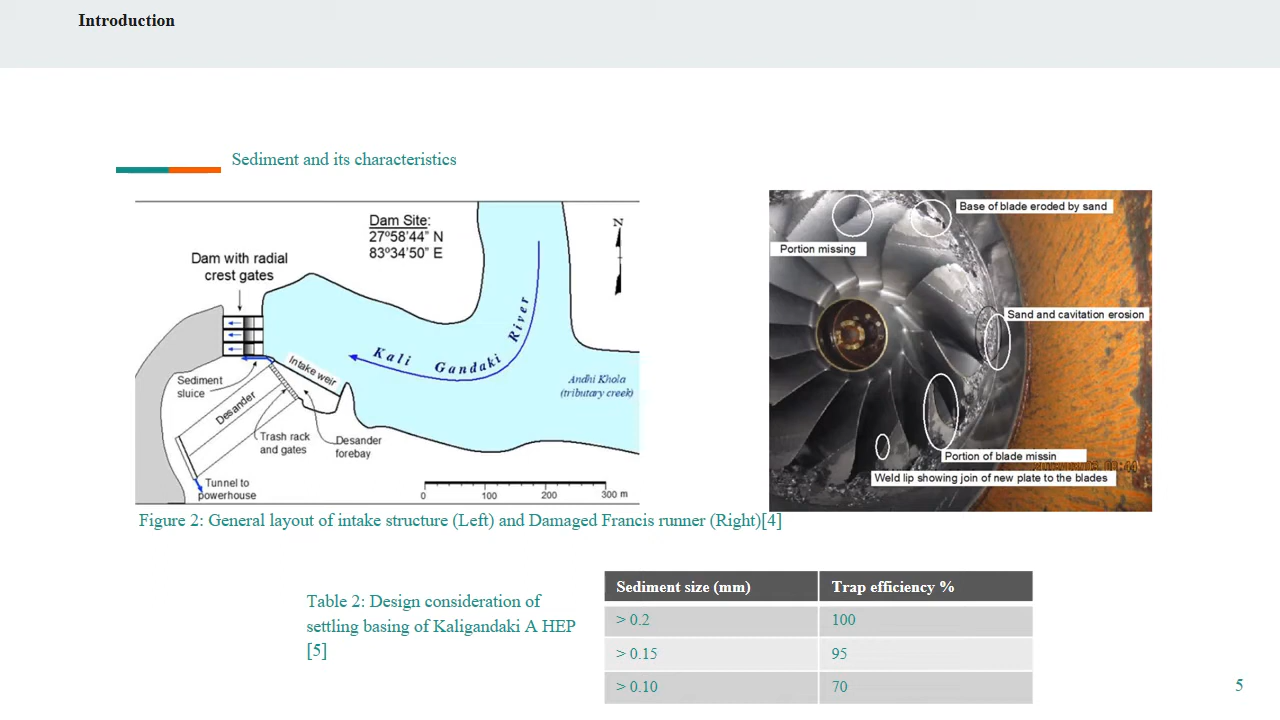 Introduction
Sediment and its characteristics
Dam Site:
27º58’44” N
83º34’50” E
N
Dam with radial
crest gates
Kali Gandaki River
Intake weir
Andhi Khola
(tributary creek)
Sediment
sluice
Desander
Trash rack
and gates
Desander
forebay
Tunnel to
powerhouse
0 100 200 300 m
Base of blade eroded by sand
Portion missing
Sand and cavitation erosion
Portion of blade missin
Weld lip showing join of new plate to the blades
Figure 2: General layout of intake structure (Left) and Damaged Francis runner (Right)[4]
Table 2: Design consideration of
settling basing of Kaligandaki A HEP
[5]
Sediment size (mm) Trap efficiency %
> 0.2 100
> 0.15 95
> 0.10 70
5